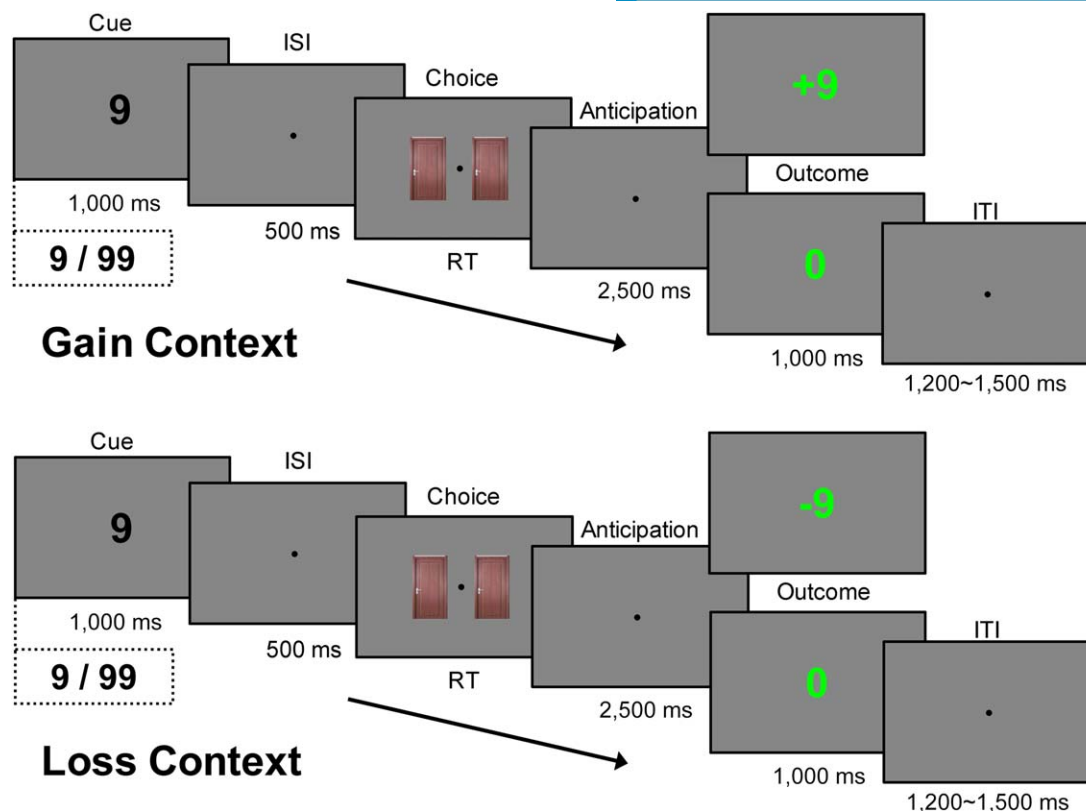 Cue
ISI
Choice
Anticipation
Outcome
ITI
9
+9
0
1,000 ms
500 ms
RT
2,500 ms
1,000 ms
1,200~1,500 ms
9 / 99
Gain Context
Cue
ISI
Choice
Anticipation
Outcome
ITI
9
-9
0
1,000 ms
500 ms
RT
2,500 ms
1,000 ms
1,200~1,500 ms
9 / 99
Loss Context